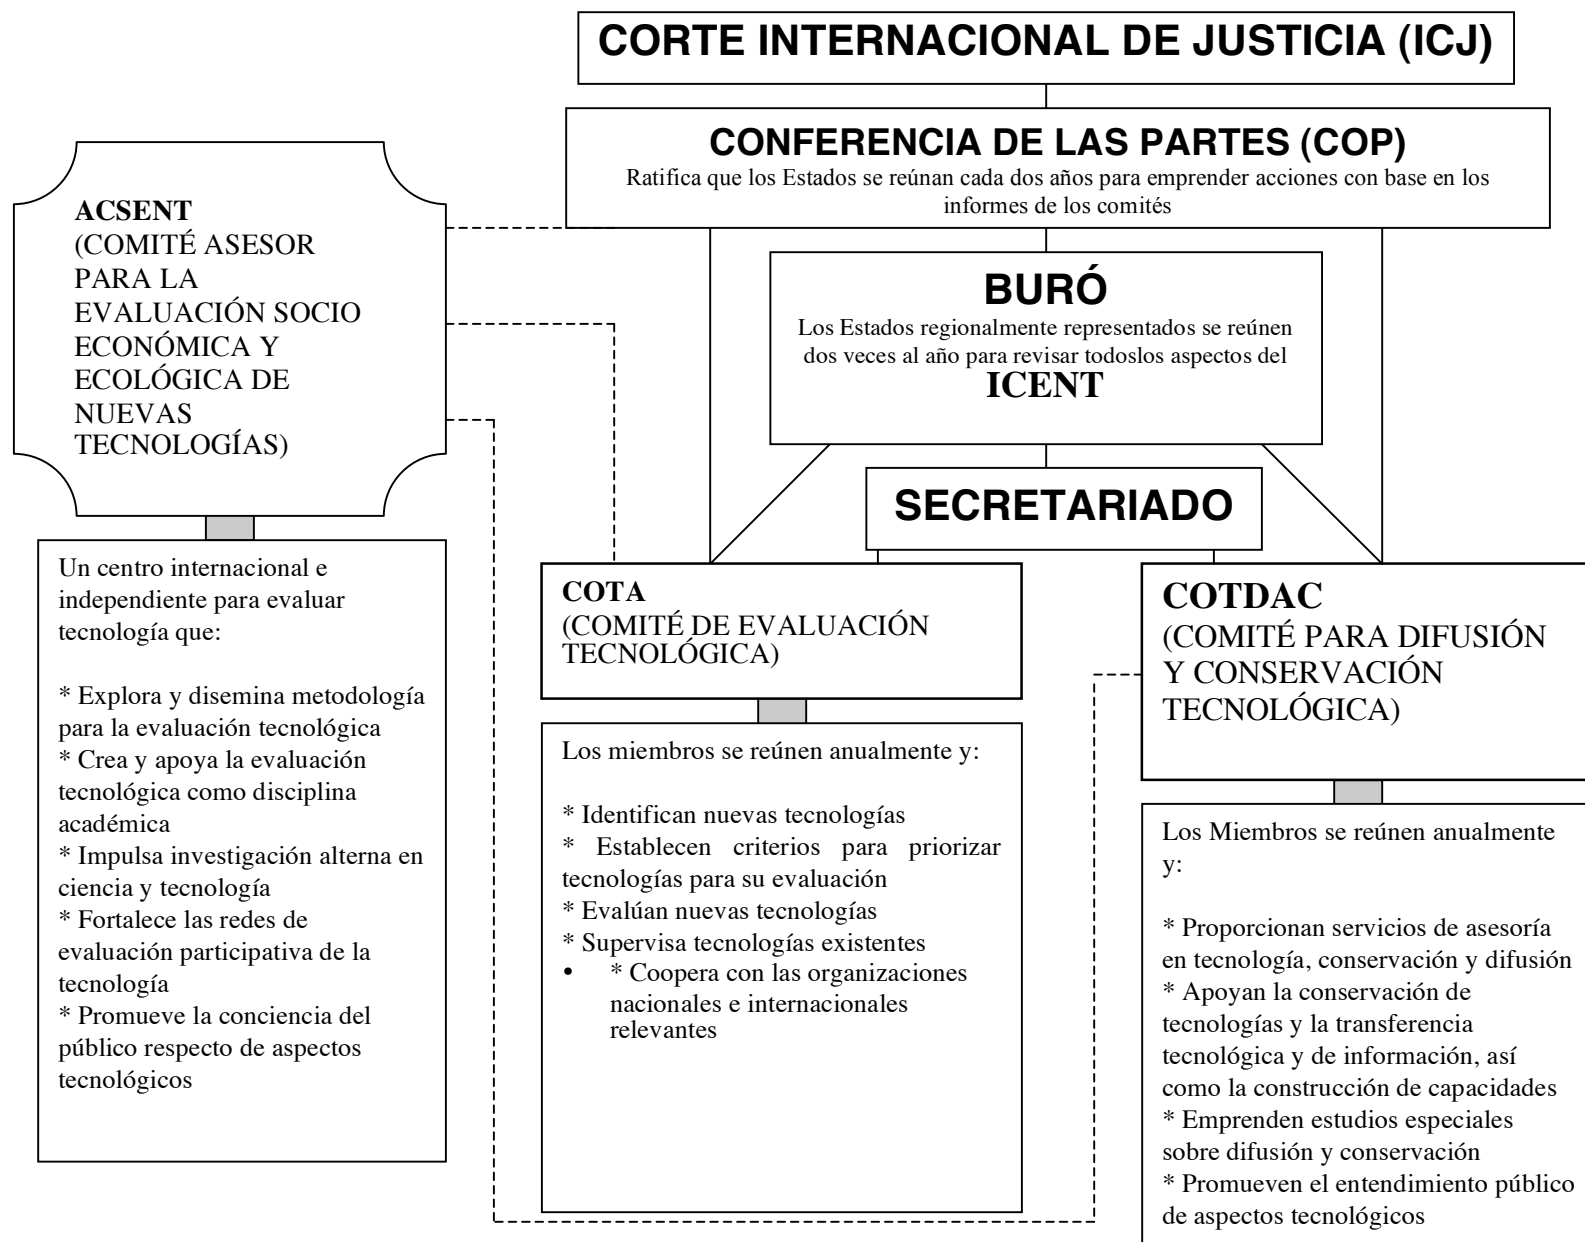 CORTE INTERNACIONAL DE JUSTICIA (ICJ)
CONFERENCIA DE LAS PARTES (COP)
Ratifica que los Estados se reúnan cada dos años para emprender acciones con base en los
informes de los comités
ACSENT
(COMITÉ ASESOR
PARA LA
EVALUACIÓN SOCIO
ECONÓMICA Y
ECOLÓGICA DE
NUEVAS
TECNOLOGÍAS)
BURÓ
Los Estados regionalmente representados se reúnen
dos veces al año para revisar todoslos aspectos del
ICENT
SECRETARIADO
Un centro internacional e
independiente para evaluar
tecnología que:
* Explora y disemina metodología
para la evaluación tecnológica
* Crea y apoya la evaluación
tecnológica como disciplina
académica
* Impulsa investigación alterna en
ciencia y tecnología
* Fortalece las redes de
evaluación participativa de la
tecnología
* Promueve la conciencia del
público respecto de aspectos
tecnológicos
COTA
(COMITÉ DE EVALUACIÓN
TECNOLÓGICA)
Los miembros se reúnen anualmente y:
* Identifican nuevas tecnologías
* Establecen criterios para priorizar
tecnologías para su evaluación
* Evalúan nuevas tecnologías
* Supervisa tecnologías existentes
• * Coopera con las organizaciones
nacionales e internacionales
relevantes
COTDAC
(COMITÉ PARA DIFUSIÓN
Y CONSERVACIÓN
TECNOLÓGICA)
Los Miembros se reúnen anualmente
y:
* Proporcionan servicios de asesoría
en tecnología, conservación y difusión
* Apoyan la conservación de
tecnologías y la transferencia
tecnológica y de información, así
como la construcción de capacidades
* Emprenden estudios especiales
sobre difusión y conservación
* Promueven el entendimiento público
de aspectos tecnológicos